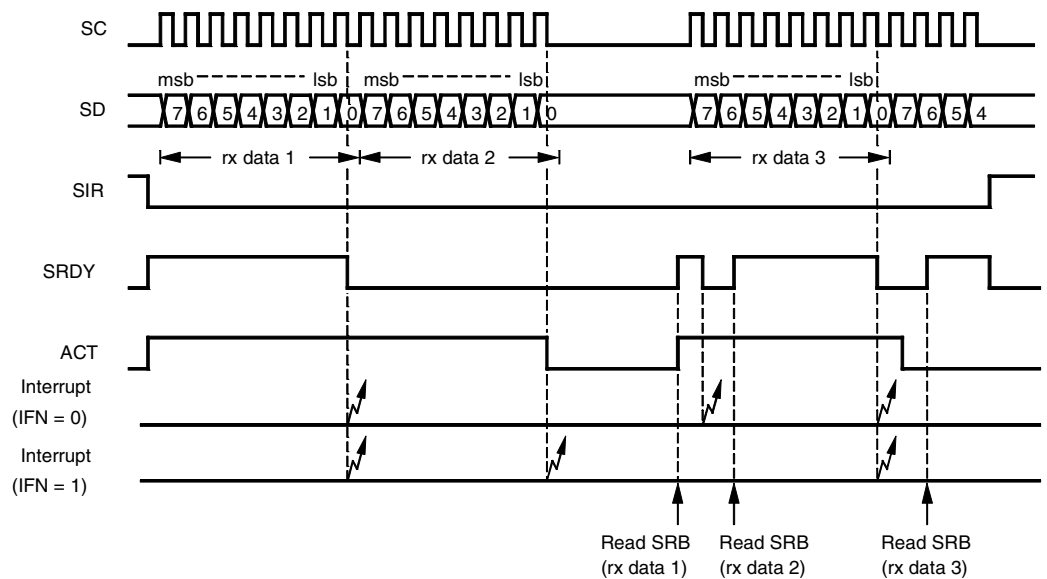 SC
msb lsb msb lsb msb lsb
SD 7 6 5 4 3 2 1 0 7 6 5 4 3 2 1 0 7 6 5 4 3 2 1 0 7 6 5 4
rx data 1 rx data 2 rx data 3
SIR
SRDY
ACT
Interrupt
(IFN = 0)
Interrupt
(IFN = 1)
Read SRB
(rx data 1)
Read SRB
(rx data 2)
Read SRB
(rx data 3)